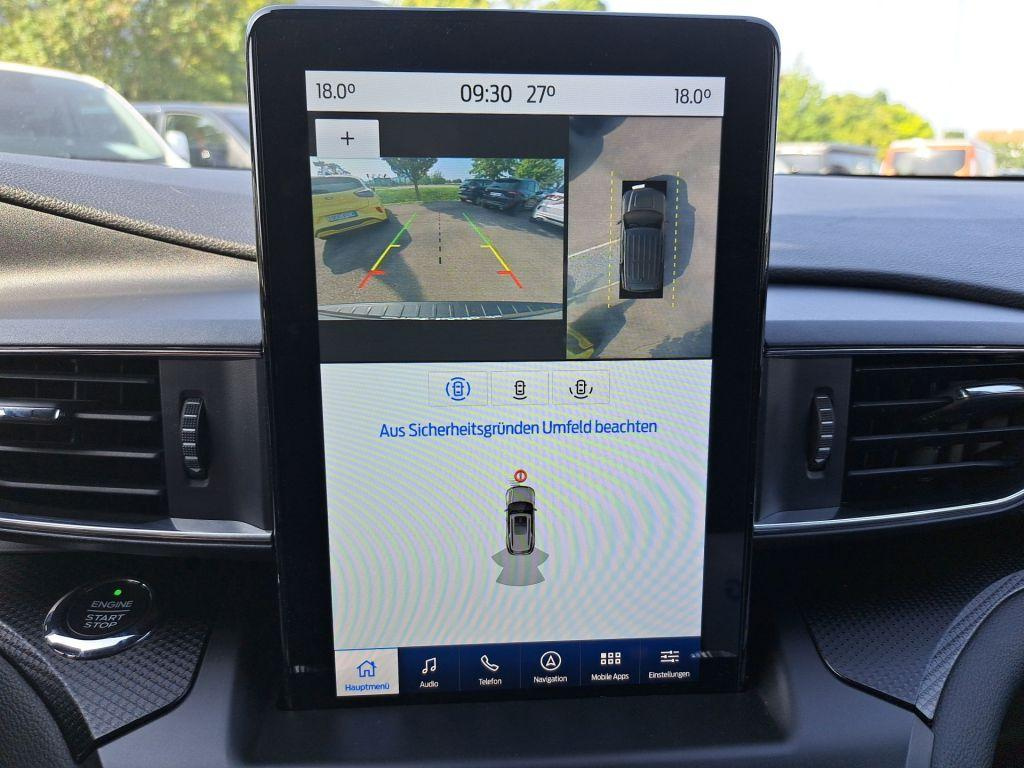 18.0°
09:30 27°
18.0°
+
Aus Sicherheitsgründen Umfeld beachten
ENGINE
START
STOP
Hauptmenü
Audio
Telefon
Navigation
Mobile Apps
Einstellungen